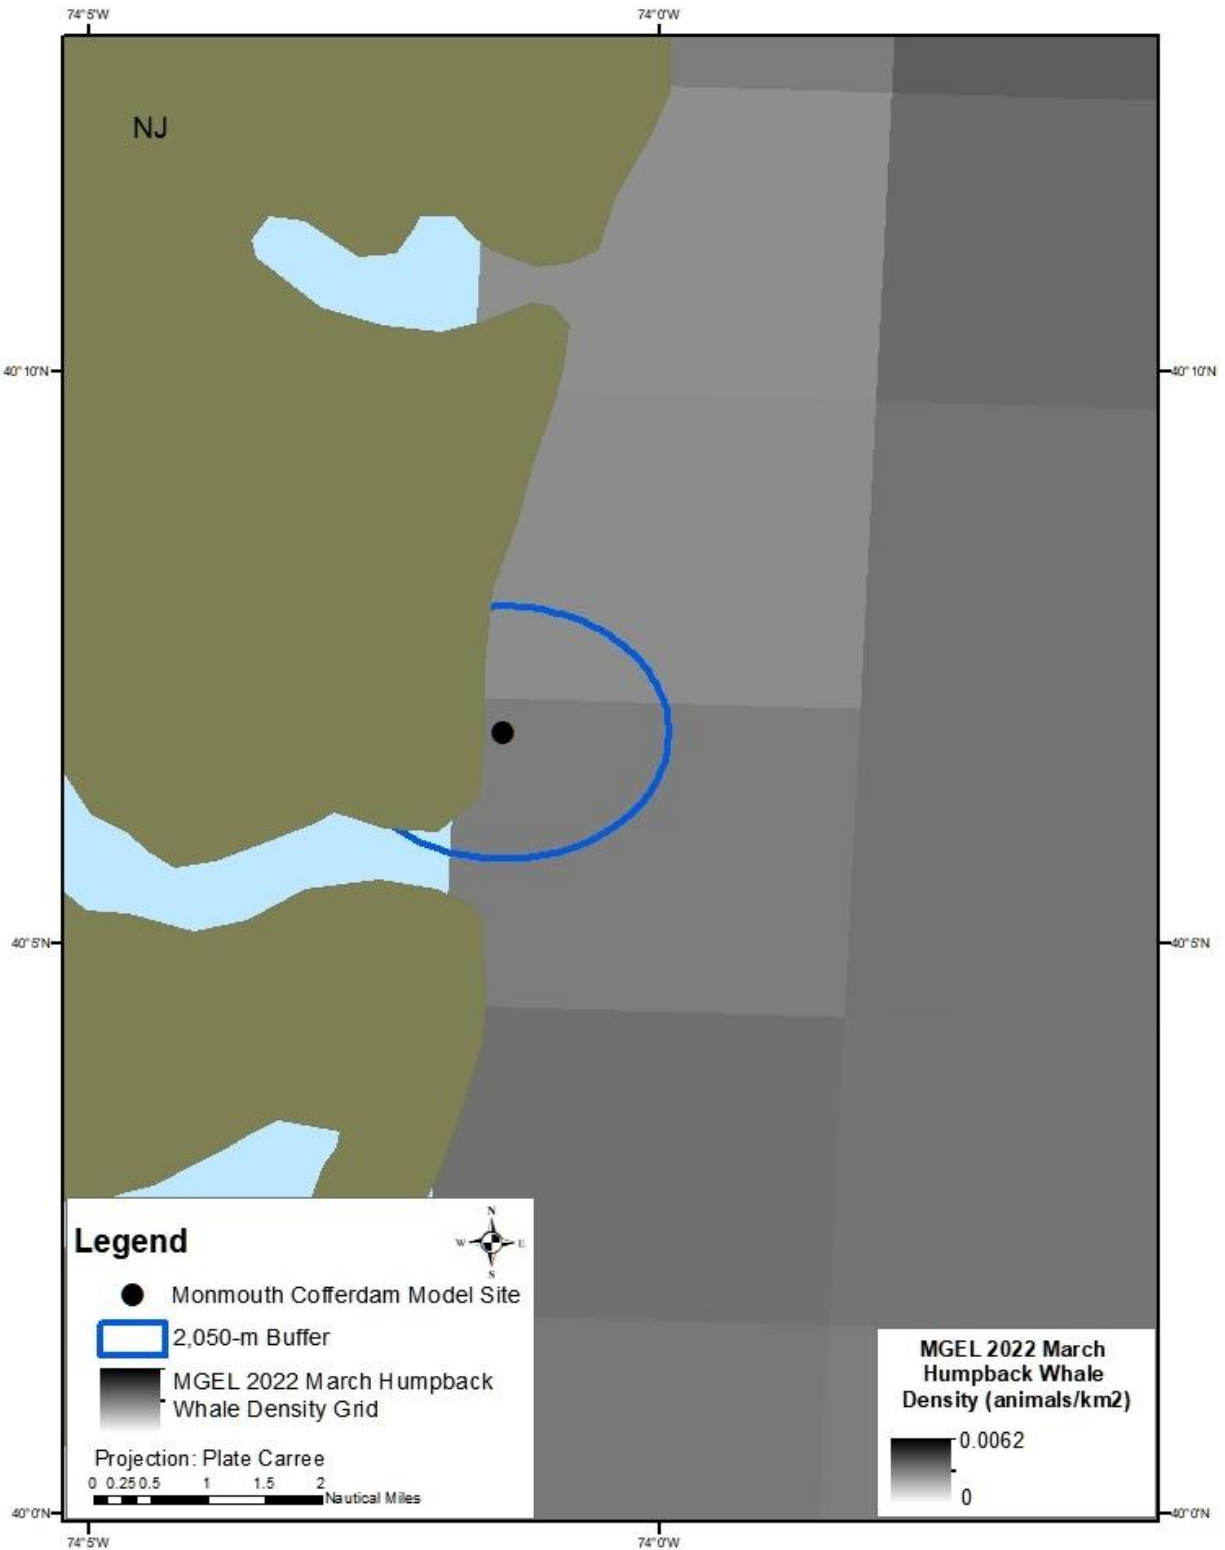 74°5'W 74°0'W
NJ
40°10'N 40°10'N
40°5'N 40°5'N
Legend
N
W E
S
Monmouth Cofferdam Model Site
2,050-m Buffer
MGEL 2022 March Humpback
Whale Density Grid
Projection: Plate Carree
0 0.25 0.5 1 1.5 2
Nautical Miles
MGEL 2022 March
Humpback Whale
Density (animals/km2)
0.0062
0
40°0'N 40°0'N
74°5'W 74°0'W